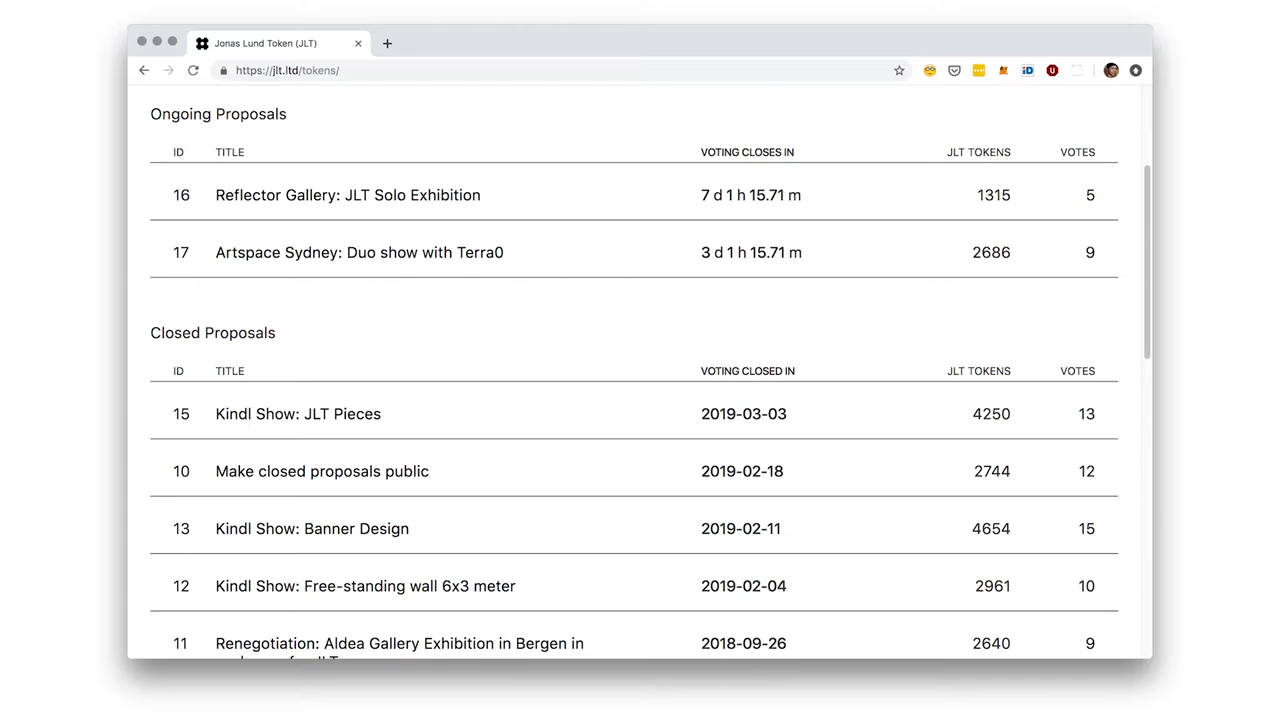 Jonas Lund Token (JLT)
https://jlt.ltd/tokens/
Ongoing Proposals
ID TITLE VOTING CLOSES IN JLT TOKENS VOTES
16 Reflector Gallery: JLT Solo Exhibition 7 d 1 h 15.71 m 1315 5
17 Artspace Sydney: Duo show with Terra0 3 d 1 h 15.71 m 2686 9
Closed Proposals
ID TITLE VOTING CLOSED IN JLT TOKENS VOTES
15 Kindl Show: JLT Pieces 2019-03-03 4250 13
10 Make closed proposals public 2019-02-18 2744 12
13 Kindl Show: Banner Design 2019-02-11 4654 15
12 Kindl Show: Free-standing wall 6x3 meter 2019-02-04 2961 10
11 Renegotiation: Aldea Gallery Exhibition in Bergen in 2018-09-26 2640 9